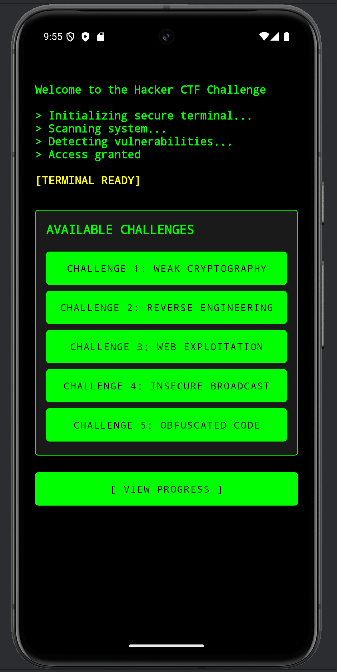 9:55
Welcome to the Hacker CTF Challenge
> Initializing secure terminal...
> Scanning system...
> Detecting vulnerabilities...
> Access granted
[TERMINAL READY]
AVAILABLE CHALLENGES
CHALLENGE 1: WEAK CRYPTOGRAPHY
CHALLENGE 2: REVERSE ENGINEERING
CHALLENGE 3: WEB EXPLOITATION
CHALLENGE 4: INSECURE BROADCAST
CHALLENGE 5: OBFUSCATED CODE
[ VIEW PROGRESS ]